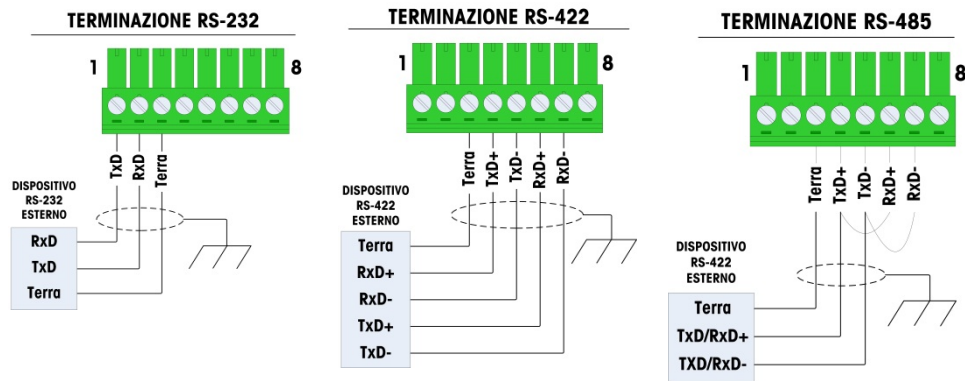 TERMINAZIONE RS-232
1
8
TxD
RxD
Terra
DISPOSITIVO
RS-232
ESTERNO
RxD
TxD
Terra
TERMINAZIONE RS-422
1
8
Terra
TxD+
TxD-
RxD+
RxD-
DISPOSITIVO
RS-422
ESTERNO
Terra
RxD+
RxD-
TxD+
TxD-
TERMINAZIONE RS-485
1
8
Terra
TxD+
TxD-
RxD+
RxD-
DISPOSITIVO
RS-422
ESTERNO
Terra
TxD/RxD+
TXD/RxD-